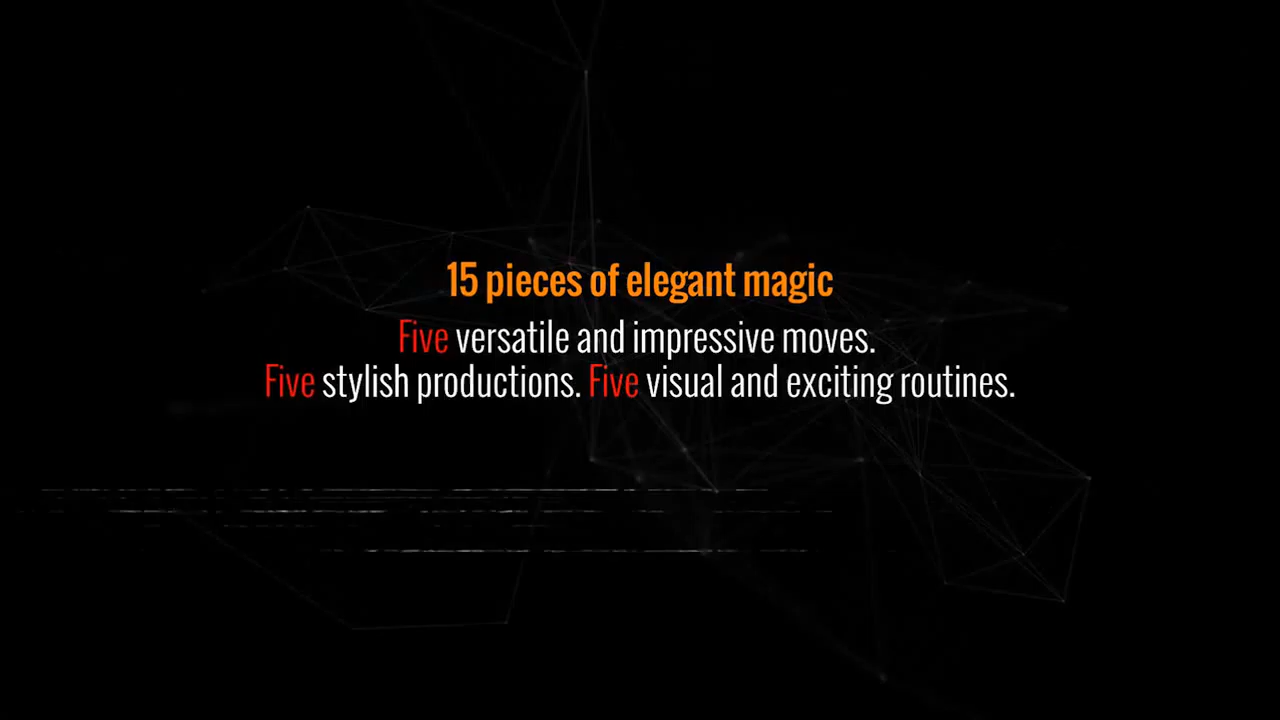 15 pieces of elegant magic
Five versatile and impressive moves.
Five stylish productions. Five visual and exciting routines.